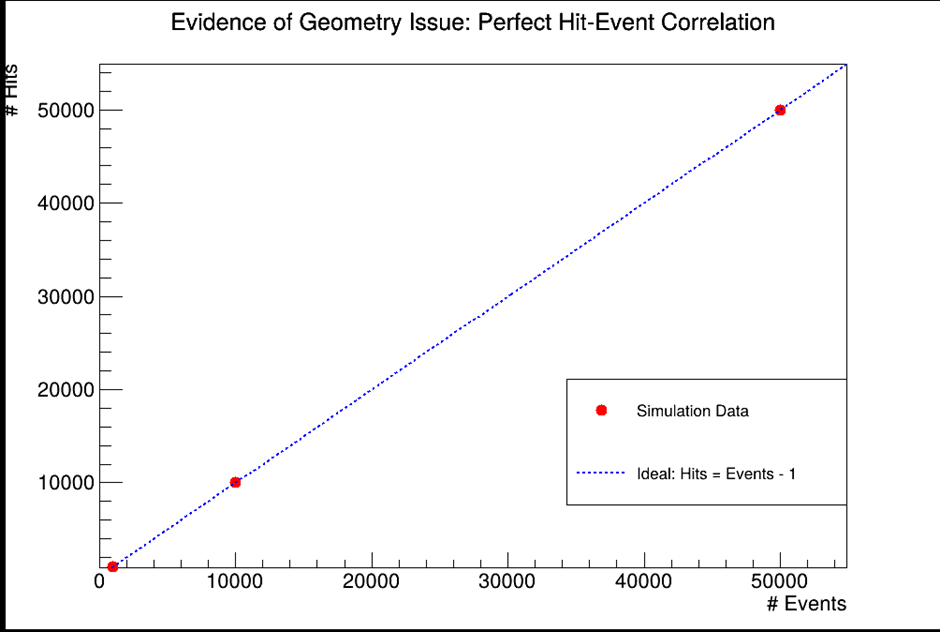 Evidence of Geometry Issue: Perfect Hit-Event Correlation
# Hits
50000
40000
30000
20000
10000
Simulation Data
Ideal: Hits = Events - 1
0 10000 20000 30000 40000 50000
# Events